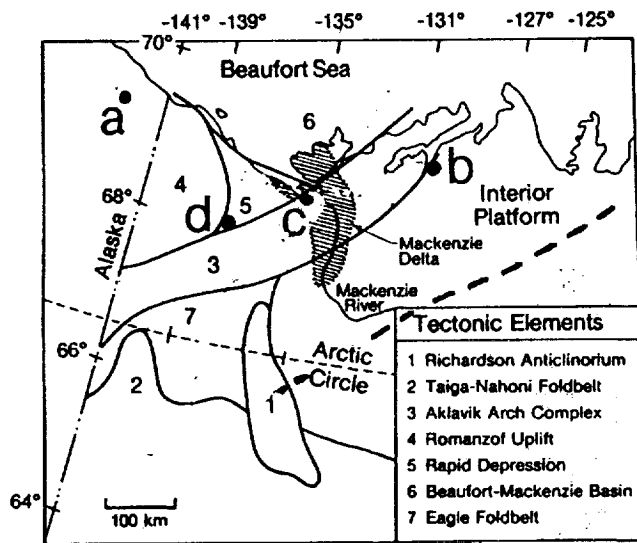 -141° -139° -135° -131° -125°
70°
Beaufort Sea
6
a
b
4
68°
5
d
c
Interior
Platform
Alaska
3
Mackenzie
Delta
Mackenzie
River
7
66°
Arctic
Circle
2
1
64°
100 km
Tectonic Elements
1 Richardson Anticlinorium
2 Taiga-Nahoni Foldbelt
3 Aklavik Arch Complex
4 Romanzof Uplift
5 Rapid Depression
6 Beaufort-Mackenzie Basin
7 Eagle Foldbelt